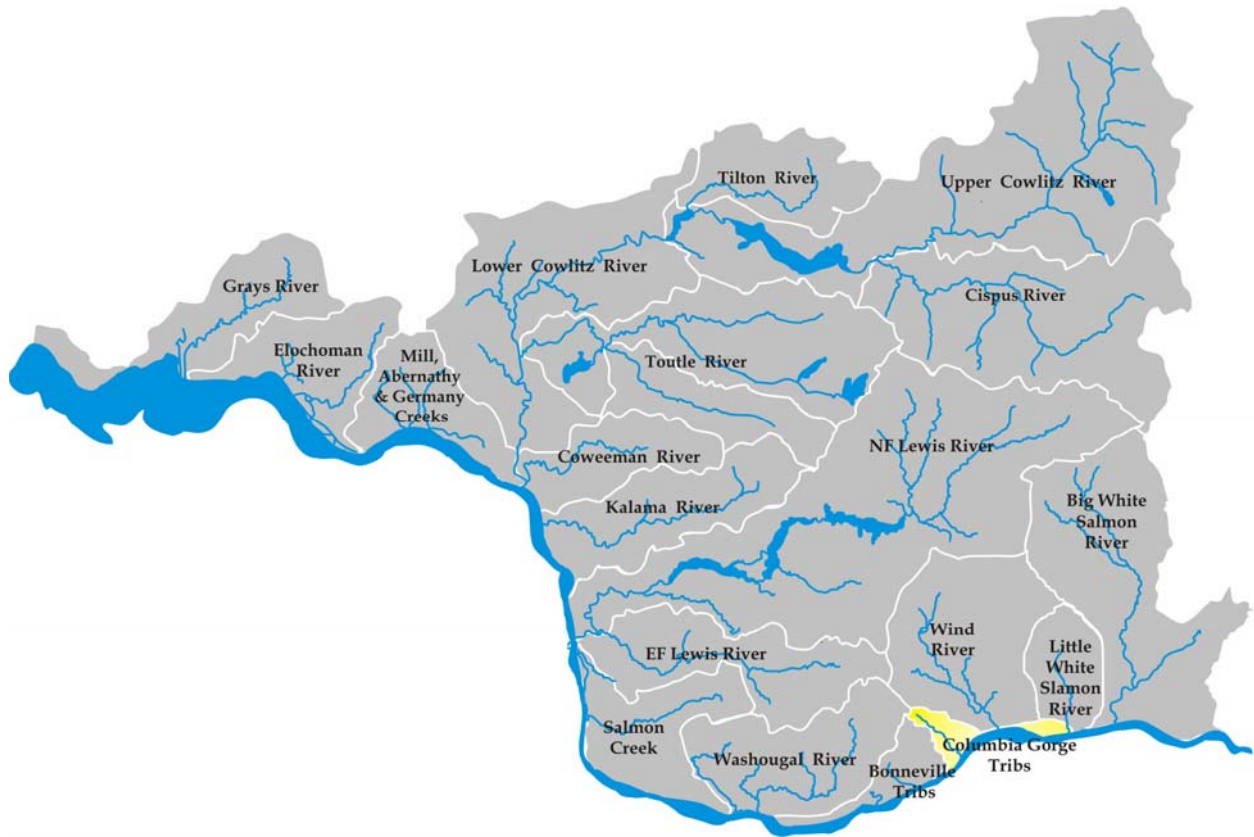 Tilton River
Upper Cowlitz River
Lower Cowlitz River
Grays River
Cispus River
Elochoman
River
Mill,
Abernathy
& Germany
Creeks
Toutle River
NF Lewis River
Coweeman River
Kalama River
Big White
Salmon
River
Wind
River
EF Lewis River
Little
White
Slamon
River
Salmon
Creek
Washougal River
Bonneville
Tribs
Columbia Gorge
Tribs